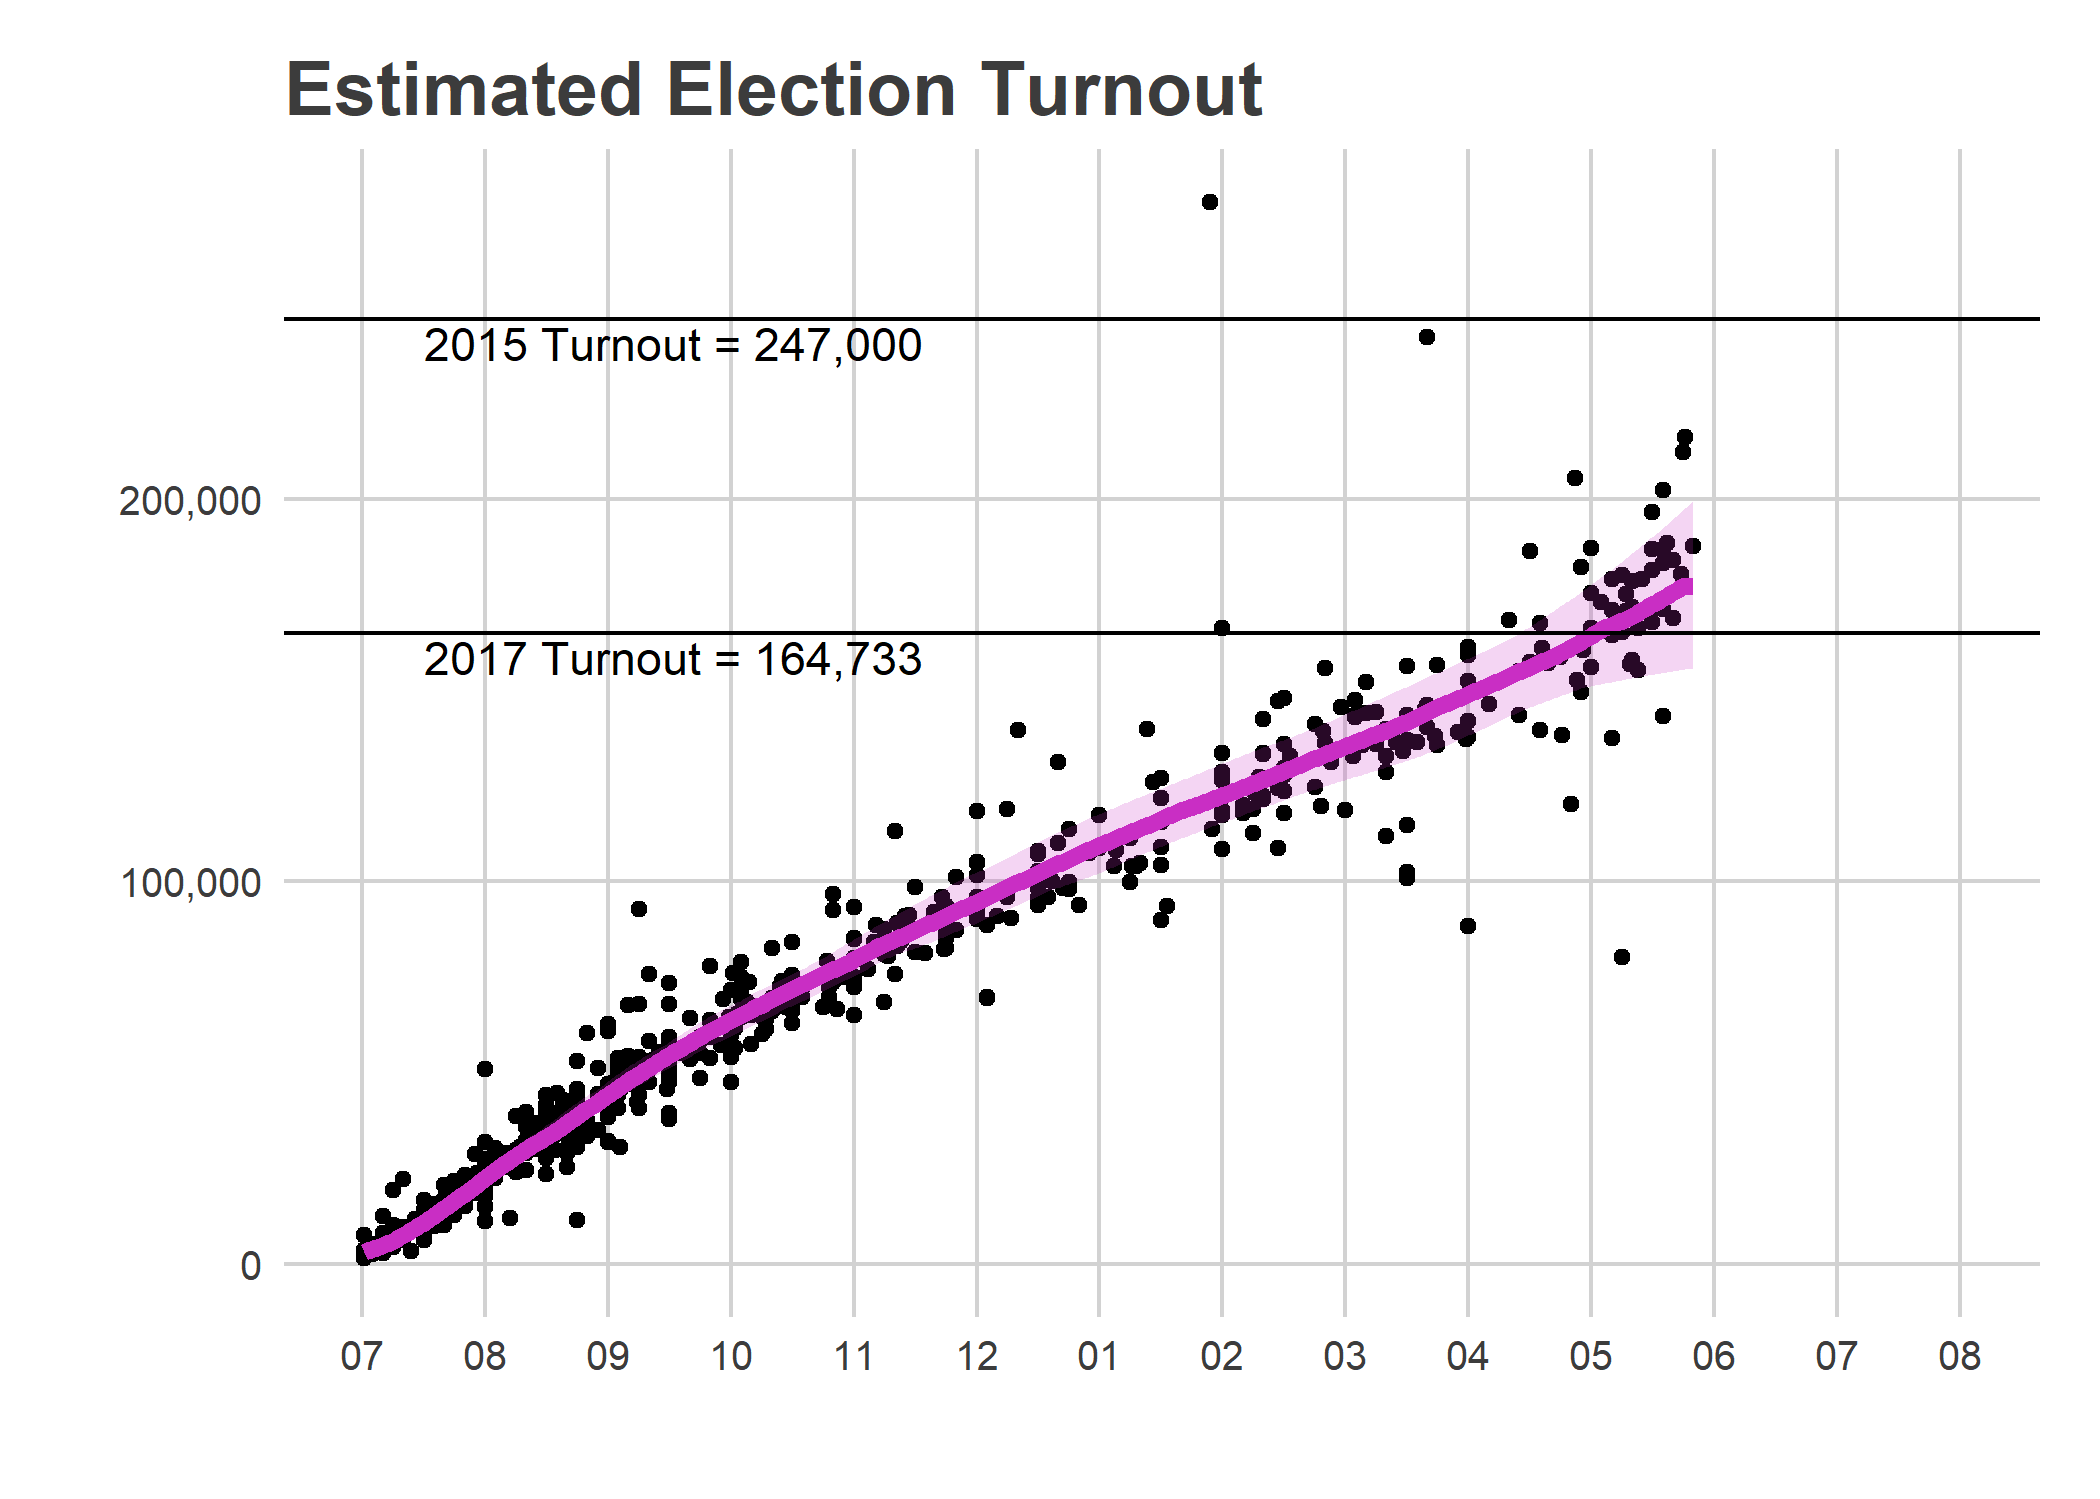 Estimated Election Turnout
2015 Turnout = 247,000
200,000
2017 Turnout = 164,733
100,000
0
07 08 09 10 11 12 01 02 03 04 05 06 07 08